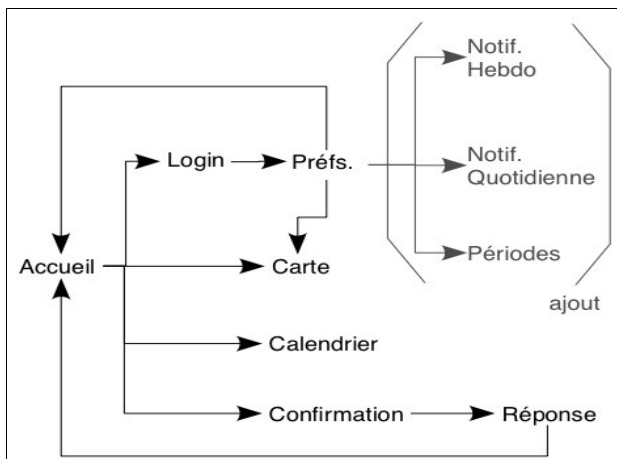 Notif.
Hebdo
Login
Préfs.
Notif.
Quotidienne
Accueil
Carte
Périodes
ajout
Calendrier
Confirmation
Réponse